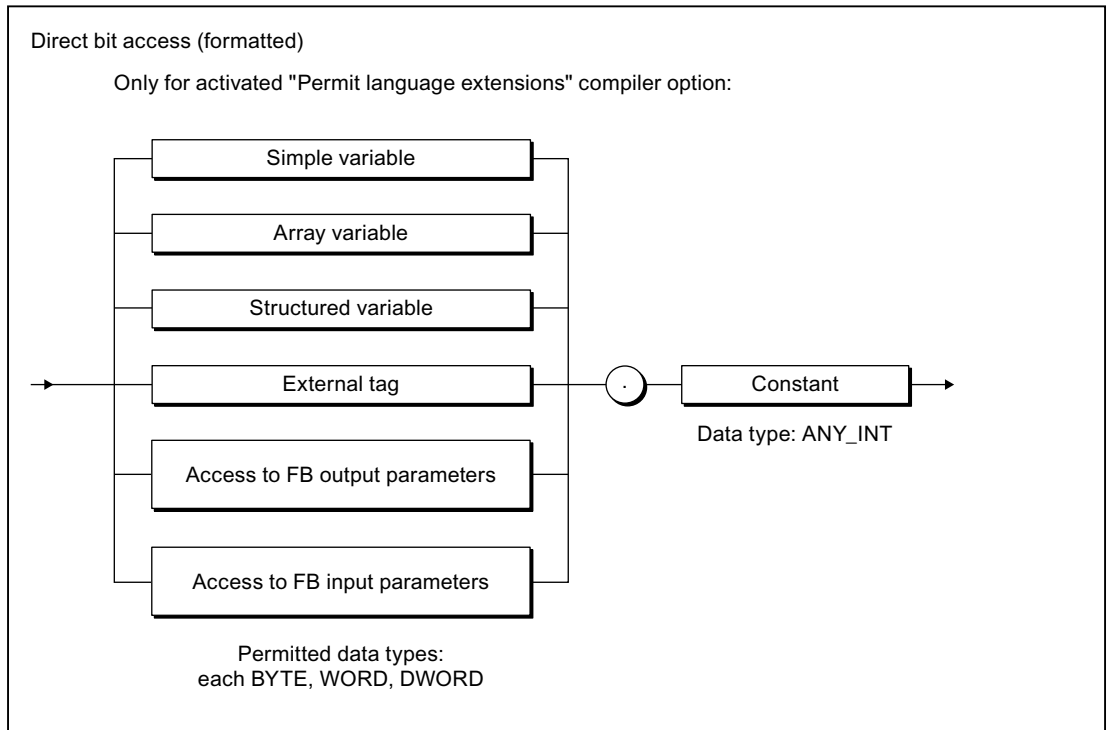 Direct bit access (formatted)
Only for activated "Permit language extensions" compiler option:
Simple variable
Array variable
Structured variable
External tag
.
Constant
Data type: ANY_INT
Access to FB output parameters
Access to FB input parameters
Permitted data types:
each BYTE, WORD, DWORD